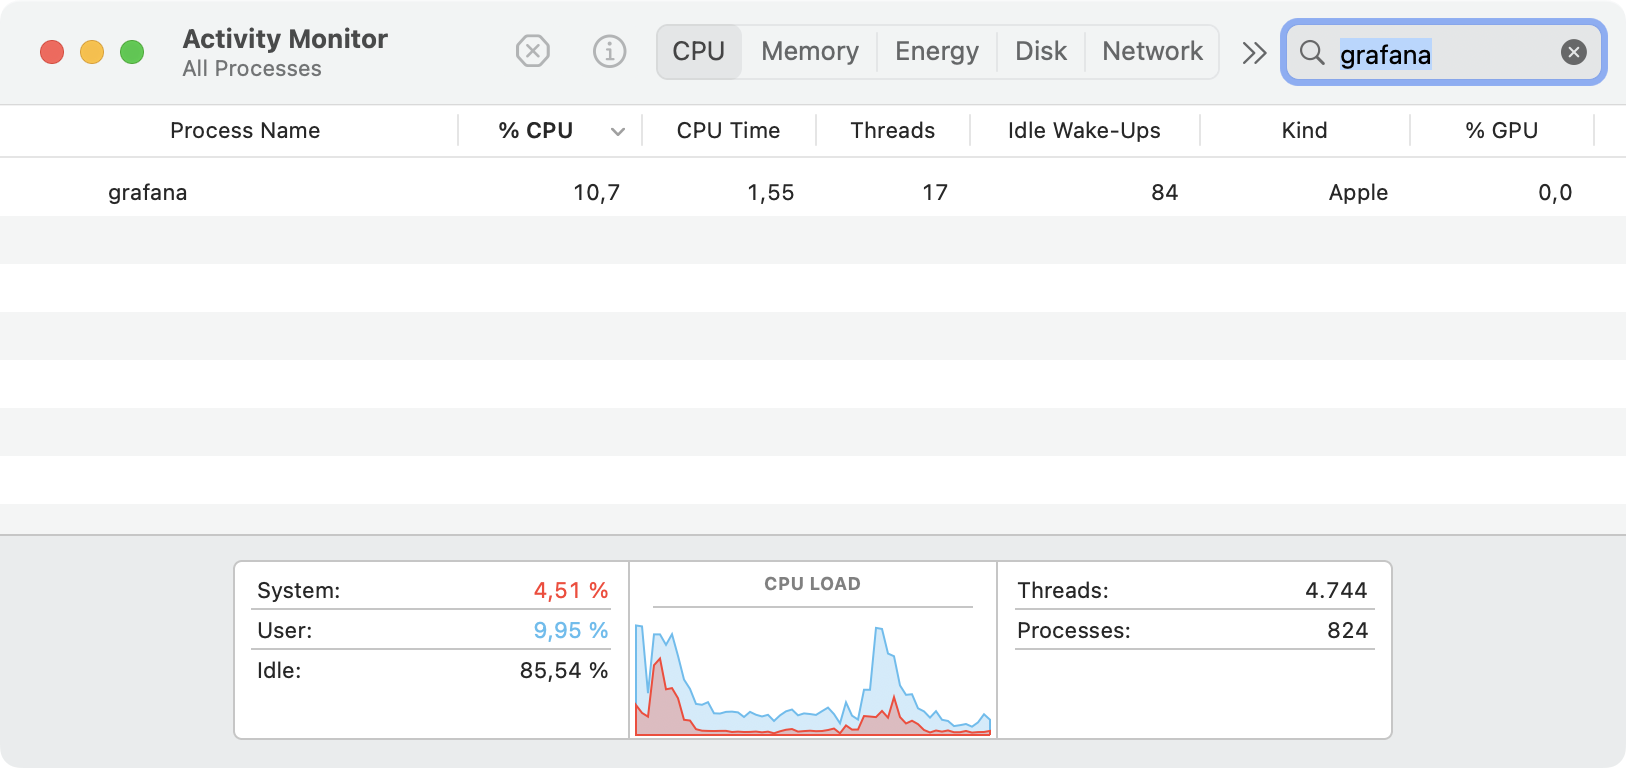 Activity Monitor
All Processes
CPU Memory Energy Disk Network
grafana
Process Name % CPU CPU Time Threads Idle Wake-Ups Kind % GPU
grafana 10,7 1,55 17 84 Apple 0,0
System: 4,51 %
User: 9,95 %
Idle: 85,54 %
CPU LOAD
Threads: 4.744
Processes: 824